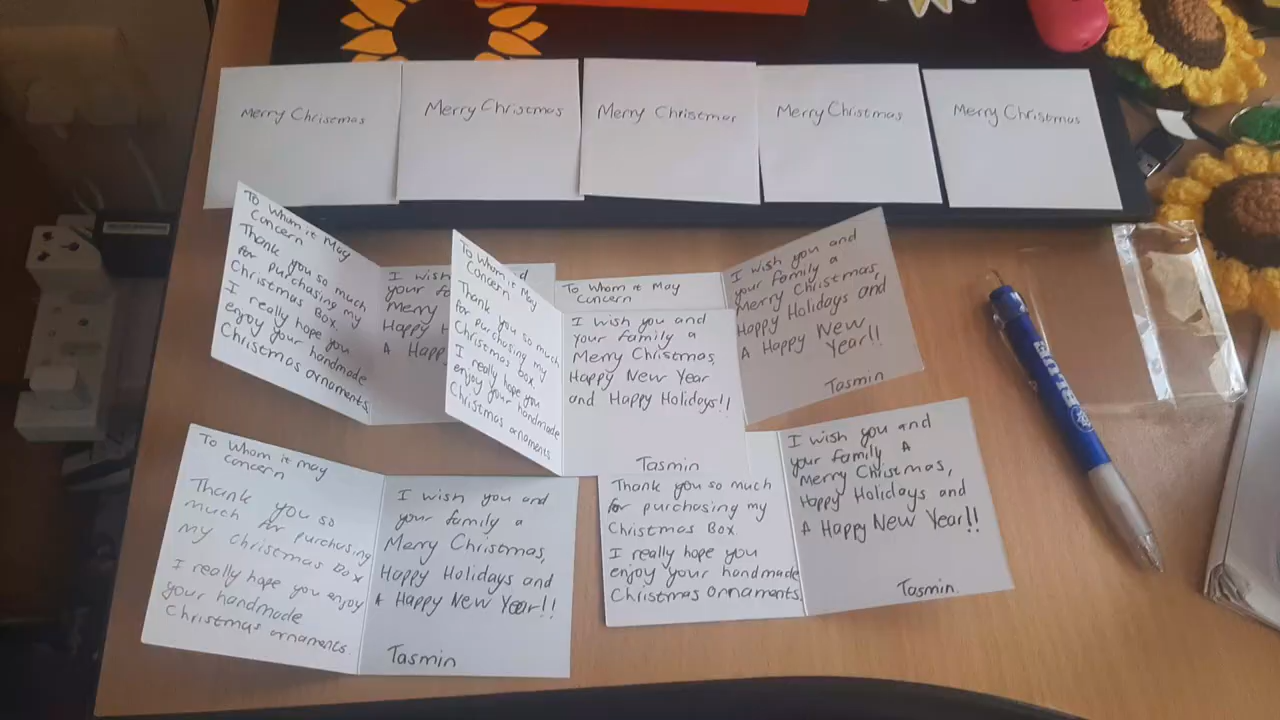 Merry Christmas
Merry Christmas
Merry Christmas
Merry Christmas
Merry Christmas
To Whom it May
Concern
Thank you so much
for purchasing my
Christmas Box.
I really hope you
enjoy your handmade
Christmas ornaments.
I wish
your
Merry
Happy
A Happ
To Whom it May
Concern
Thank you so much
for purchasing my
Christmas box.
I really hope you
enjoy your handmade
Christmas ornaments
I wish you and
your family a
Merry Christmas,
Happy New Year
and Happy Holidays!!
Tasmin
To Whom it May
Concern
I wish you and
your family a
Merry Christmas,
Happy Holidays and
A Happy New
Year!!
Tasmin
To Whom it may
concern
Thank you so
much for purchasing
my Christmas Box
I really hope you enjoy
your handmade
Christmas ornaments.
I wish you and
your family a
Merry Christmas,
Happy Holidays and
A Happy New Year!!
Tasmin
Thank you so much
for purchasing my
Christmas Box.
I really hope you
enjoy your handmade
Christmas ornaments.
I wish you and
your family A
Merry Christmas,
Happy Holidays and
A Happy New Year!!
Tasmin.